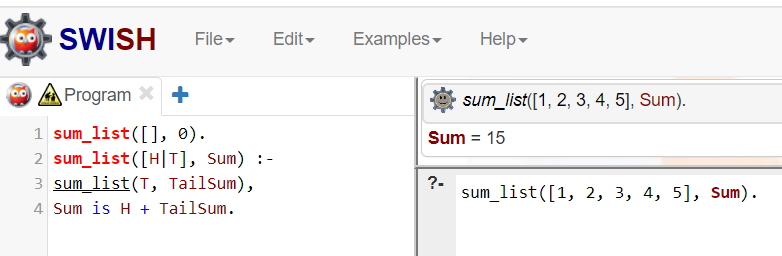 SWISH File Edit Examples Help
Program
1 sum_list([], 0).
2 sum_list([H|T], Sum) :-
3 sum_list(T, TailSum),
4 Sum is H + TailSum.
sum_list([1, 2, 3, 4, 5], Sum).
Sum = 15
?- sum_list([1, 2, 3, 4, 5], Sum).